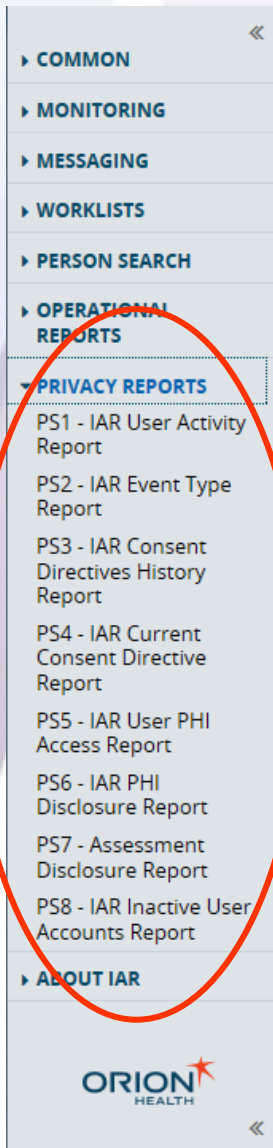 COMMON
MONITORING
MESSAGING
WORKLISTS
PERSON SEARCH
OPERATIONAL
REPORTS
PRIVACY REPORTS
PS1 - IAR User Activity
Report
PS2 - IAR Event Type
Report
PS3 - IAR Consent
Directives History
Report
PS4 - IAR Current
Consent Directive
Report
PS5 - IAR User PHI
Access Report
PS6 - IAR PHI
Disclosure Report
PS7 - Assessment
Disclosure Report
PS8 - IAR Inactive User
Accounts Report
ABOUT IAR
ORION
HEALTH